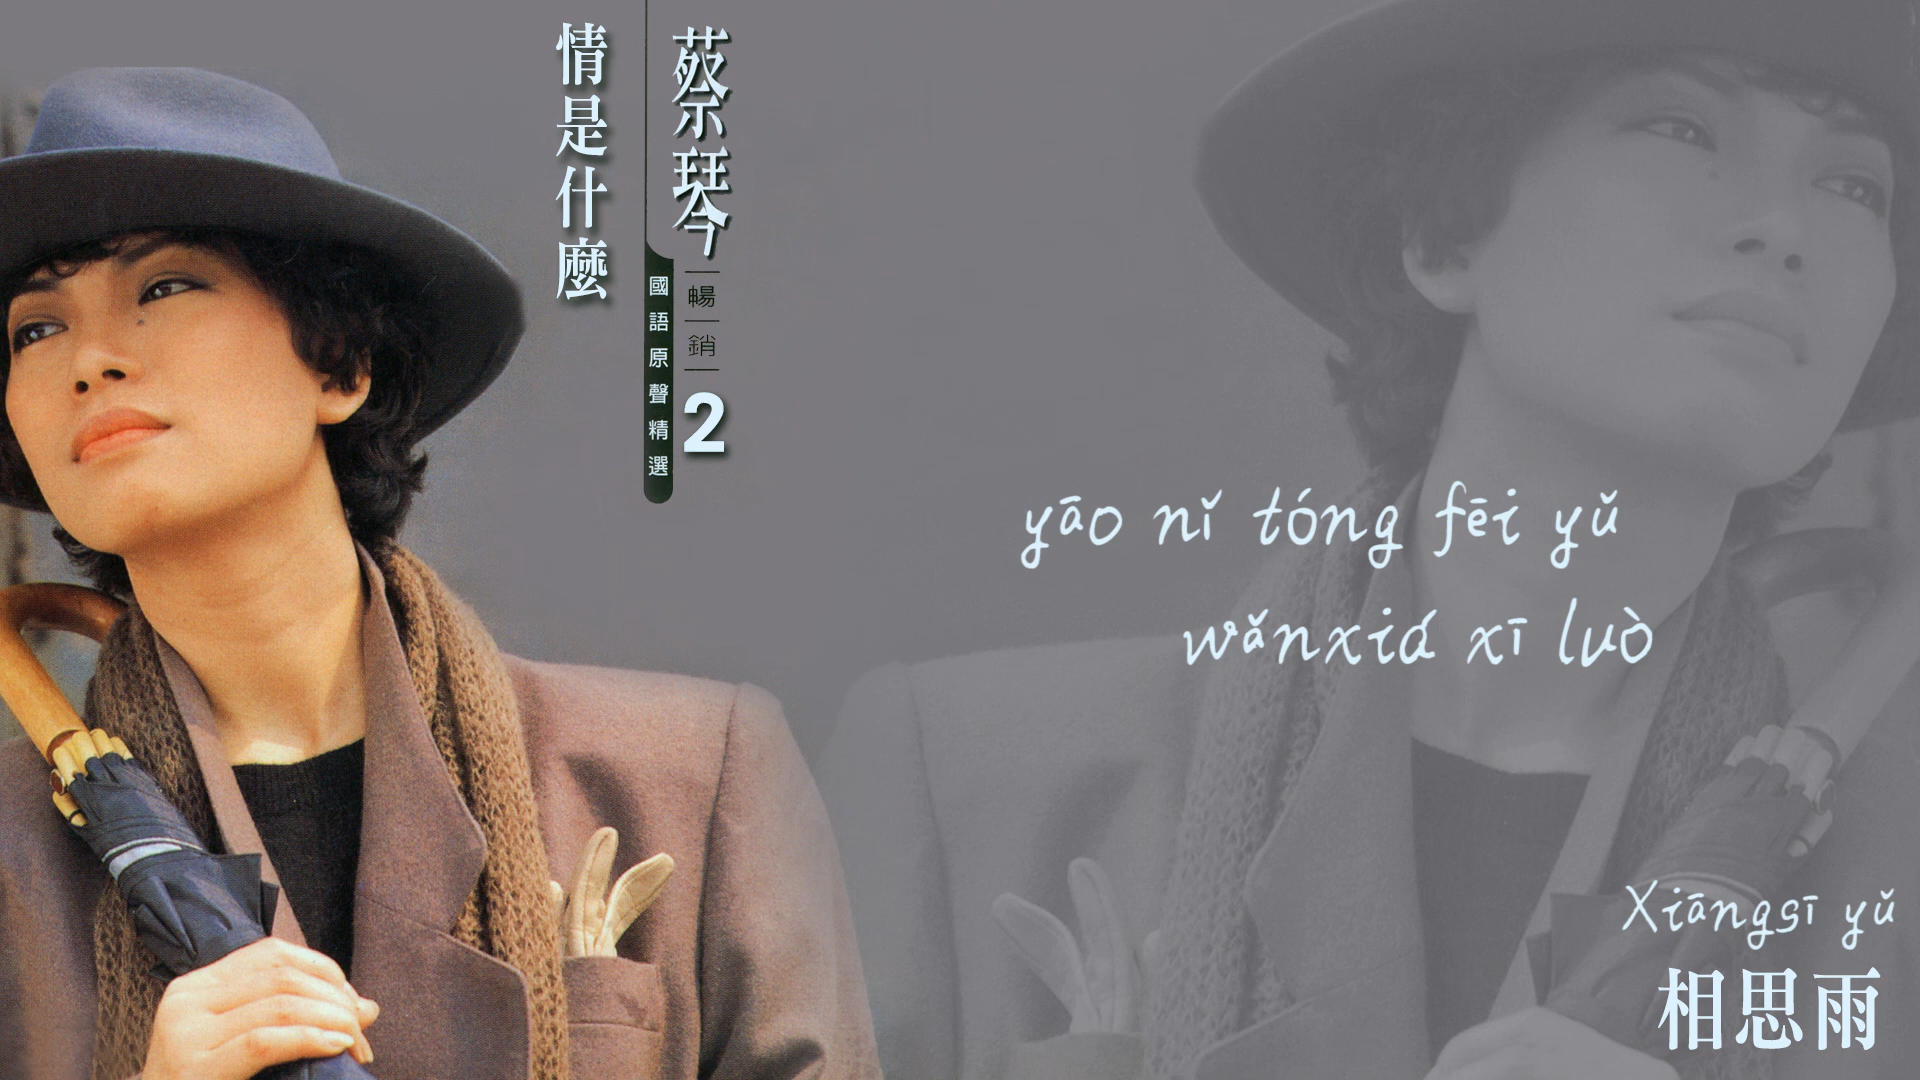 蔡琴
暢銷
2
國語原聲精選
情是什麼
yāo nǐ tóng fēi yǔ
wǎnxiá xī luò
Xiāngsī yǔ
相思雨